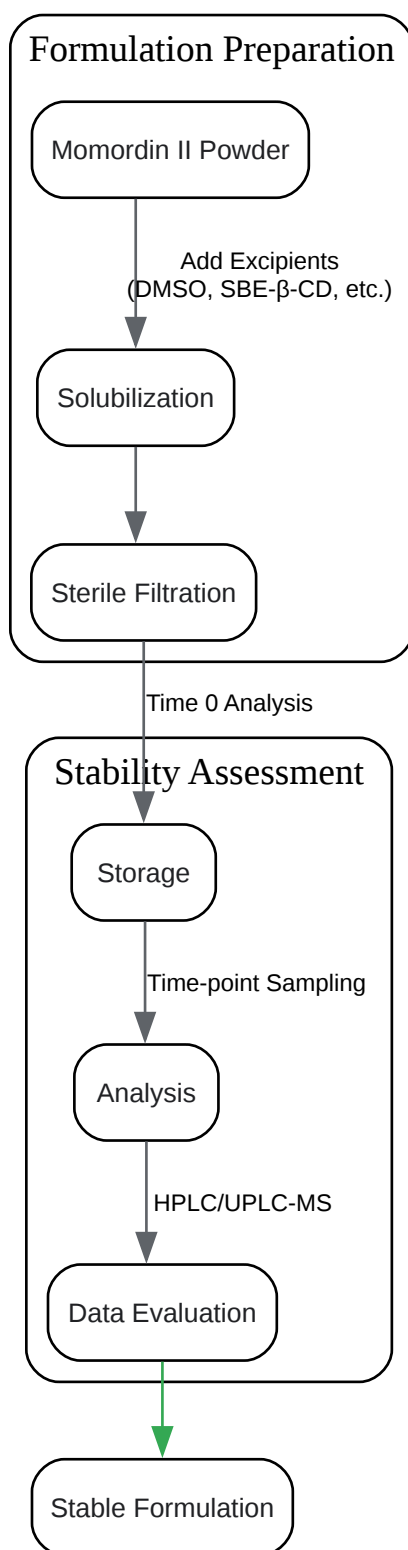 Formulation Preparation
Momordin II Powder
Add Excipients
(DMSO, SBE-β-CD, etc.)
Solubilization
Sterile Filtration
Time 0 Analysis
Stability Assessment
Storage
Time-point Sampling
Analysis
HPLC/UPLC-MS
Data Evaluation
Stable Formulation